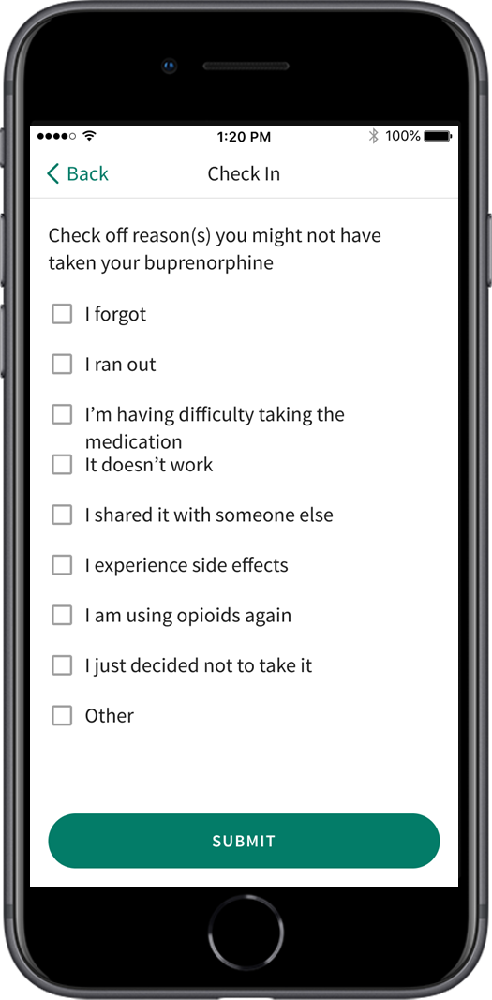 1:20 PM 100%
Back Check In
Check off reason(s) you might not have
taken your buprenorphine
I forgot
I ran out
I’m having difficulty taking the
medication
It doesn’t work
I shared it with someone else
I experience side effects
I am using opioids again
I just decided not to take it
Other
SUBMIT